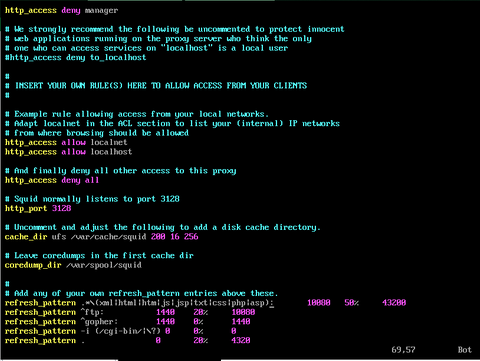 http_access deny manager
# We strongly recommend the following be uncommented to protect innocent
# web applications running on the proxy server who think the only
# one who can access services on "localhost" is a local user
#http_access deny to_localhost
#
# INSERT YOUR OWN RULE(S) HERE TO ALLOW ACCESS FROM YOUR CLIENTS
#
# Example rule allowing access from your local networks.
# Adapt localnet in the ACL section to list your (internal) IP networks
# from where browsing should be allowed
http_access allow localnet
http_access allow localhost
# And finally deny all other access to this proxy
http_access deny all
# Squid normally listens to port 3128
http_port 3128
# Uncomment and adjust the following to add a disk cache directory.
cache_dir ufs /var/cache/squid 200 16 256
# Leave coredumps in the first cache dir
coredump_dir /var/spool/squid
#
# Add any of your own refresh_pattern entries above these.
refresh_pattern .*\(xml|html|htm|js|jsp|txt|css|php|asp); 10080 50% 43200
refresh_pattern ^ftp: 1440 20% 10080
refresh_pattern ^gopher: 1440 0% 1440
refresh_pattern -i (/cgi-bin/|\?) 0 0% 0
refresh_pattern . 0 20% 4320
69,57 Bot